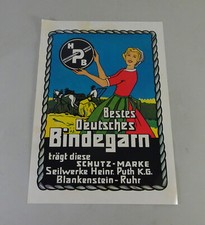 H P B
Bestes
Deutsches
Bindegarn
trägt diese
SCHUTZ-MARKE
Seilwerke Heinr. Puth K.G.
Blankenstein-Ruhr